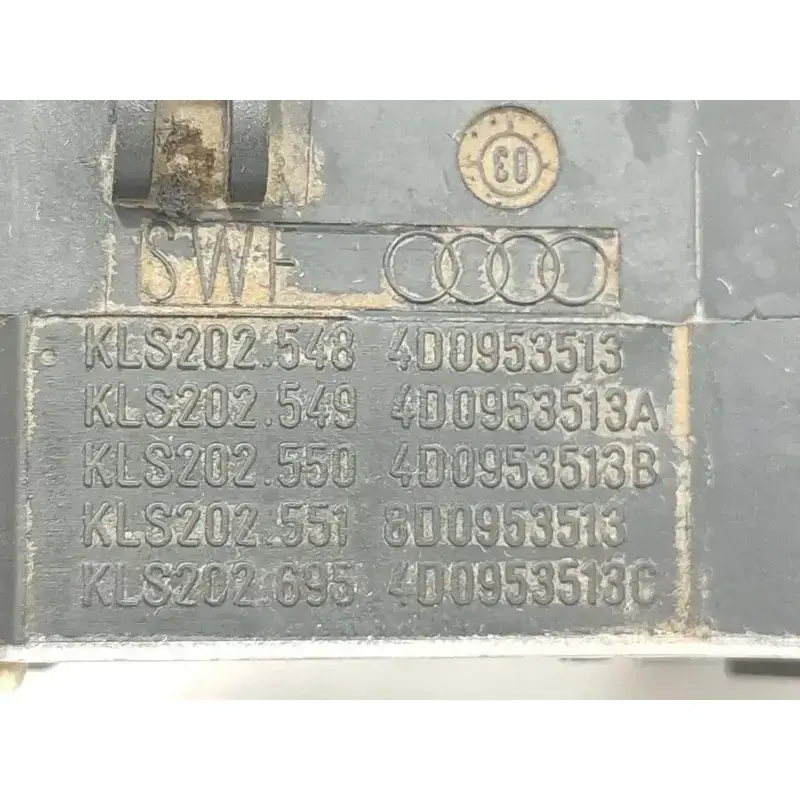 03
SWF
KLS202.548 4D0953513
KLS202.549 4D0953513A
KLS202.550 4D0953513B
KLS202.551 8D0953513
KLS202.695 4D0953513C